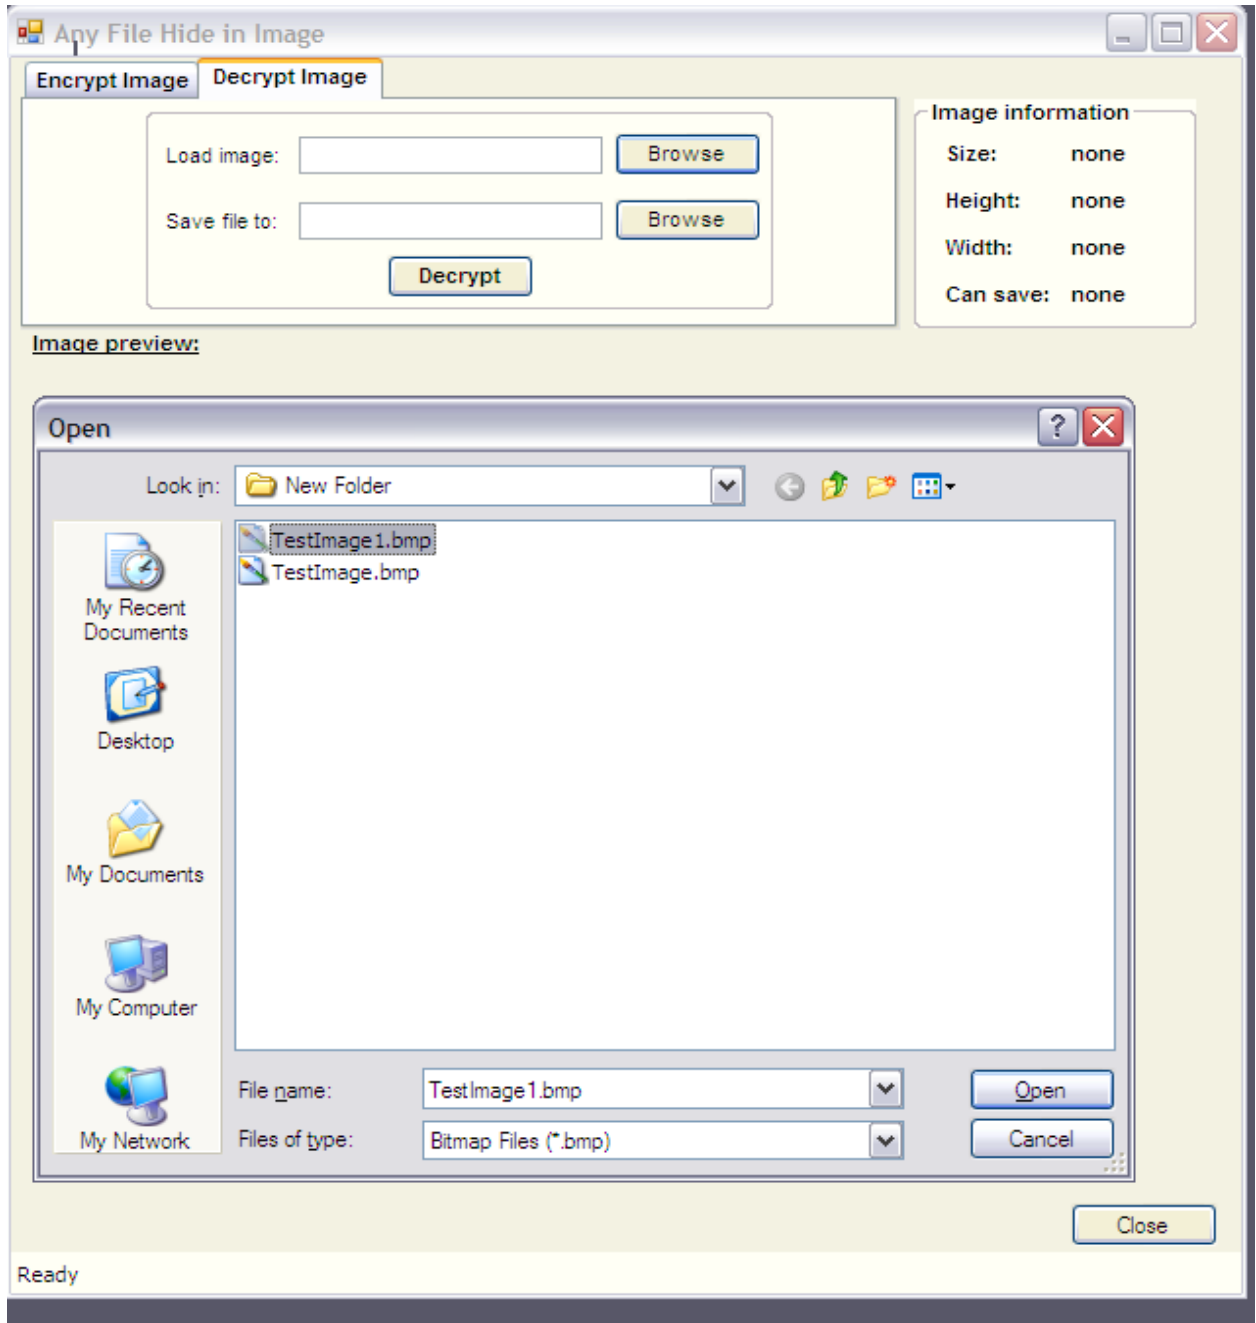 Any File Hide in Image
Encrypt Image Decrypt Image
Load image: Browse
Save file to: Browse
Decrypt
Image information
Size: none
Height: none
Width: none
Can save: none
Image preview:
Open
Look in: New Folder
TestImage1.bmp
TestImage.bmp
My Recent
Documents
Desktop
My Documents
My Computer
My Network
File name: TestImage1.bmp Open
Files of type: Bitmap Files (*.bmp) Cancel
Close
Ready